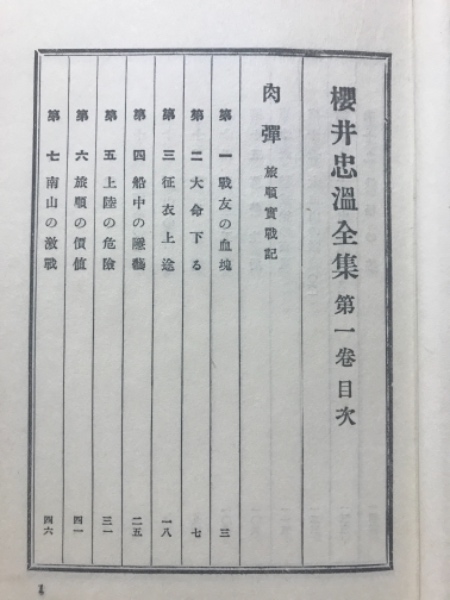 櫻井忠溫全集 第一卷 目次
肉彈 旅順實戰記
第一 戰友の血塊 三
第二 大命下る 七
第三 征衣上途 一八
第四 船中の隱藝 二五
第五 上陸の危險 三一
第六 旅順の價値 四一
第七 南山の激戰 四六
1